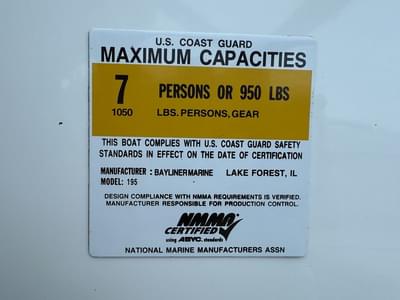 U.S. COAST GUARD
MAXIMUM CAPACITIES
7 PERSONS OR 950 LBS
1050 LBS. PERSONS, GEAR
THIS BOAT COMPLIES WITH U.S. COAST GUARD SAFETY
STANDARDS IN EFFECT ON THE DATE OF CERTIFICATION
MANUFACTURER : BAYLINER MARINE LAKE FOREST, IL
MODEL: 195
DESIGN COMPLIANCE WITH NMMA REQUIREMENTS IS VERIFIED.
MANUFACTURER RESPONSIBLE FOR PRODUCTION CONTROL.
NMMA
CERTIFIED
using ABYC. standards
NATIONAL MARINE MANUFACTURERS ASSN